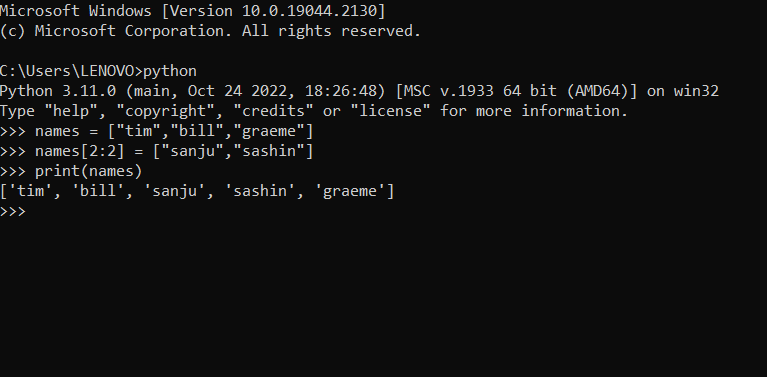 Microsoft Windows [Version 10.0.19044.2130]
(c) Microsoft Corporation. All rights reserved.
C:\Users\LENOVO>python
Python 3.11.0 (main, Oct 24 2022, 18:26:48) [MSC v.1933 64 bit (AMD64)] on win32
Type "help", "copyright", "credits" or "license" for more information.
>>> names = ["tim","bill","graeme"]
>>> names[2:2] = ["sanju","sashin"]
>>> print(names)
['tim', 'bill', 'sanju', 'sashin', 'graeme']
>>>